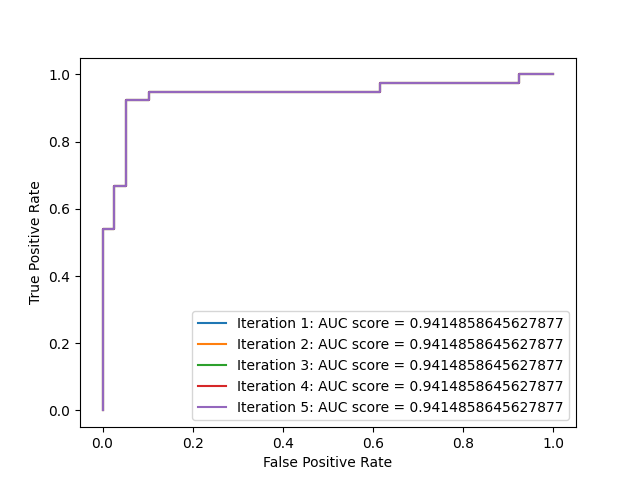 1.0
0.8
0.6
0.4
0.2
0.0
True Positive Rate
Iteration 1: AUC score = 0.9414858645627877
Iteration 2: AUC score = 0.9414858645627877
Iteration 3: AUC score = 0.9414858645627877
Iteration 4: AUC score = 0.9414858645627877
Iteration 5: AUC score = 0.9414858645627877
0.0 0.2 0.4 0.6 0.8 1.0
False Positive Rate